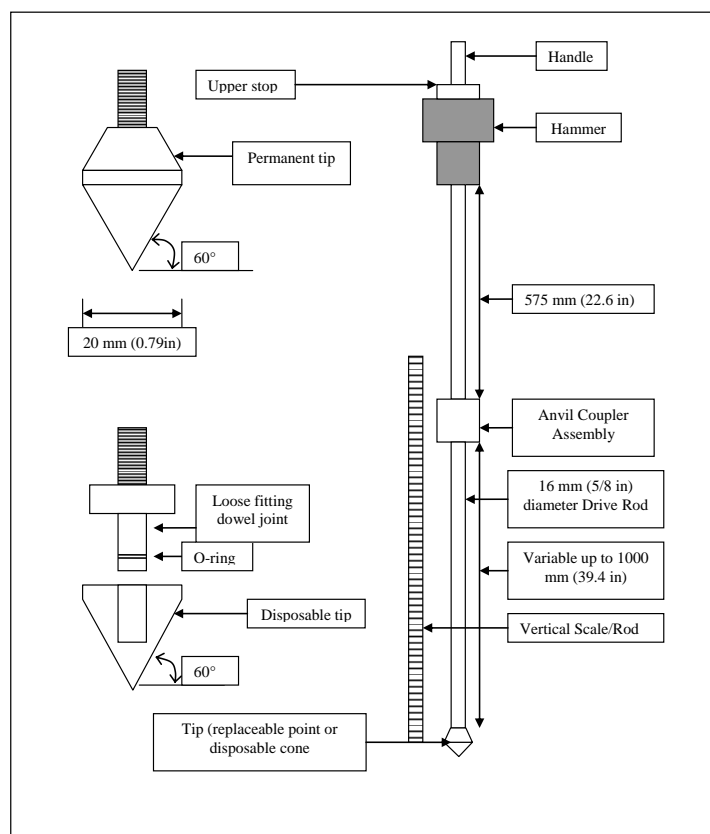 Handle
Upper stop
Hammer
Permanent tip
60°
575 mm (22.6 in)
20 mm (0.79in)
Anvil Coupler
Assembly
Loose fitting
dowel joint
16 mm (5/8 in)
diameter Drive Rod
O-ring
Variable up to 1000
mm (39.4 in)
Disposable tip
Vertical Scale/Rod
60°
Tip (replaceable point or
disposable cone